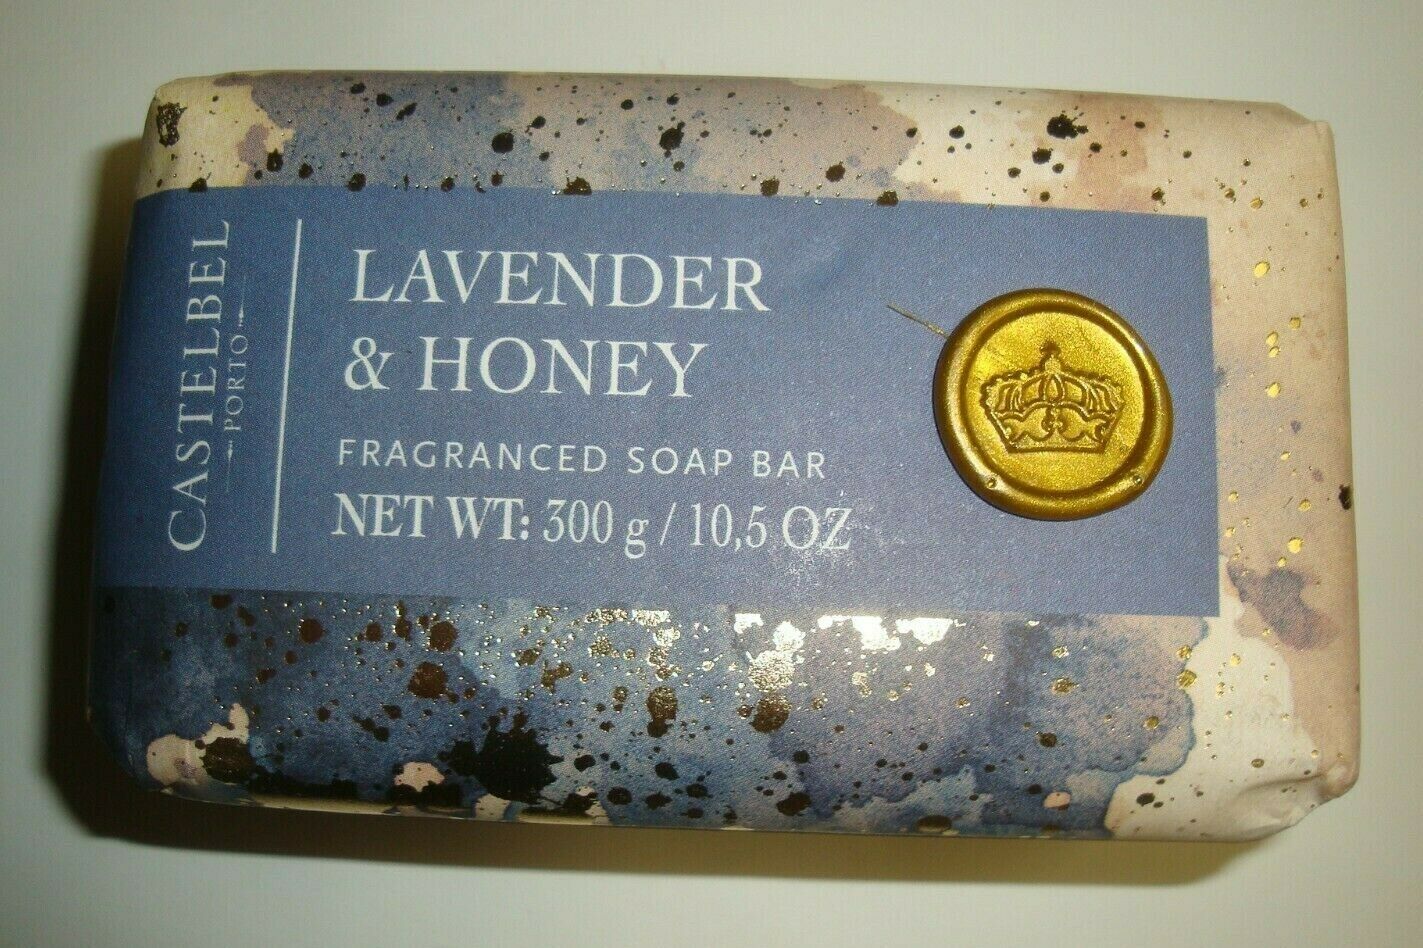 CASTELBEL
PORTO
LAVENDER
& HONEY
FRAGRANCED SOAP BAR
NET WT: 300 g / 10,5 OZ